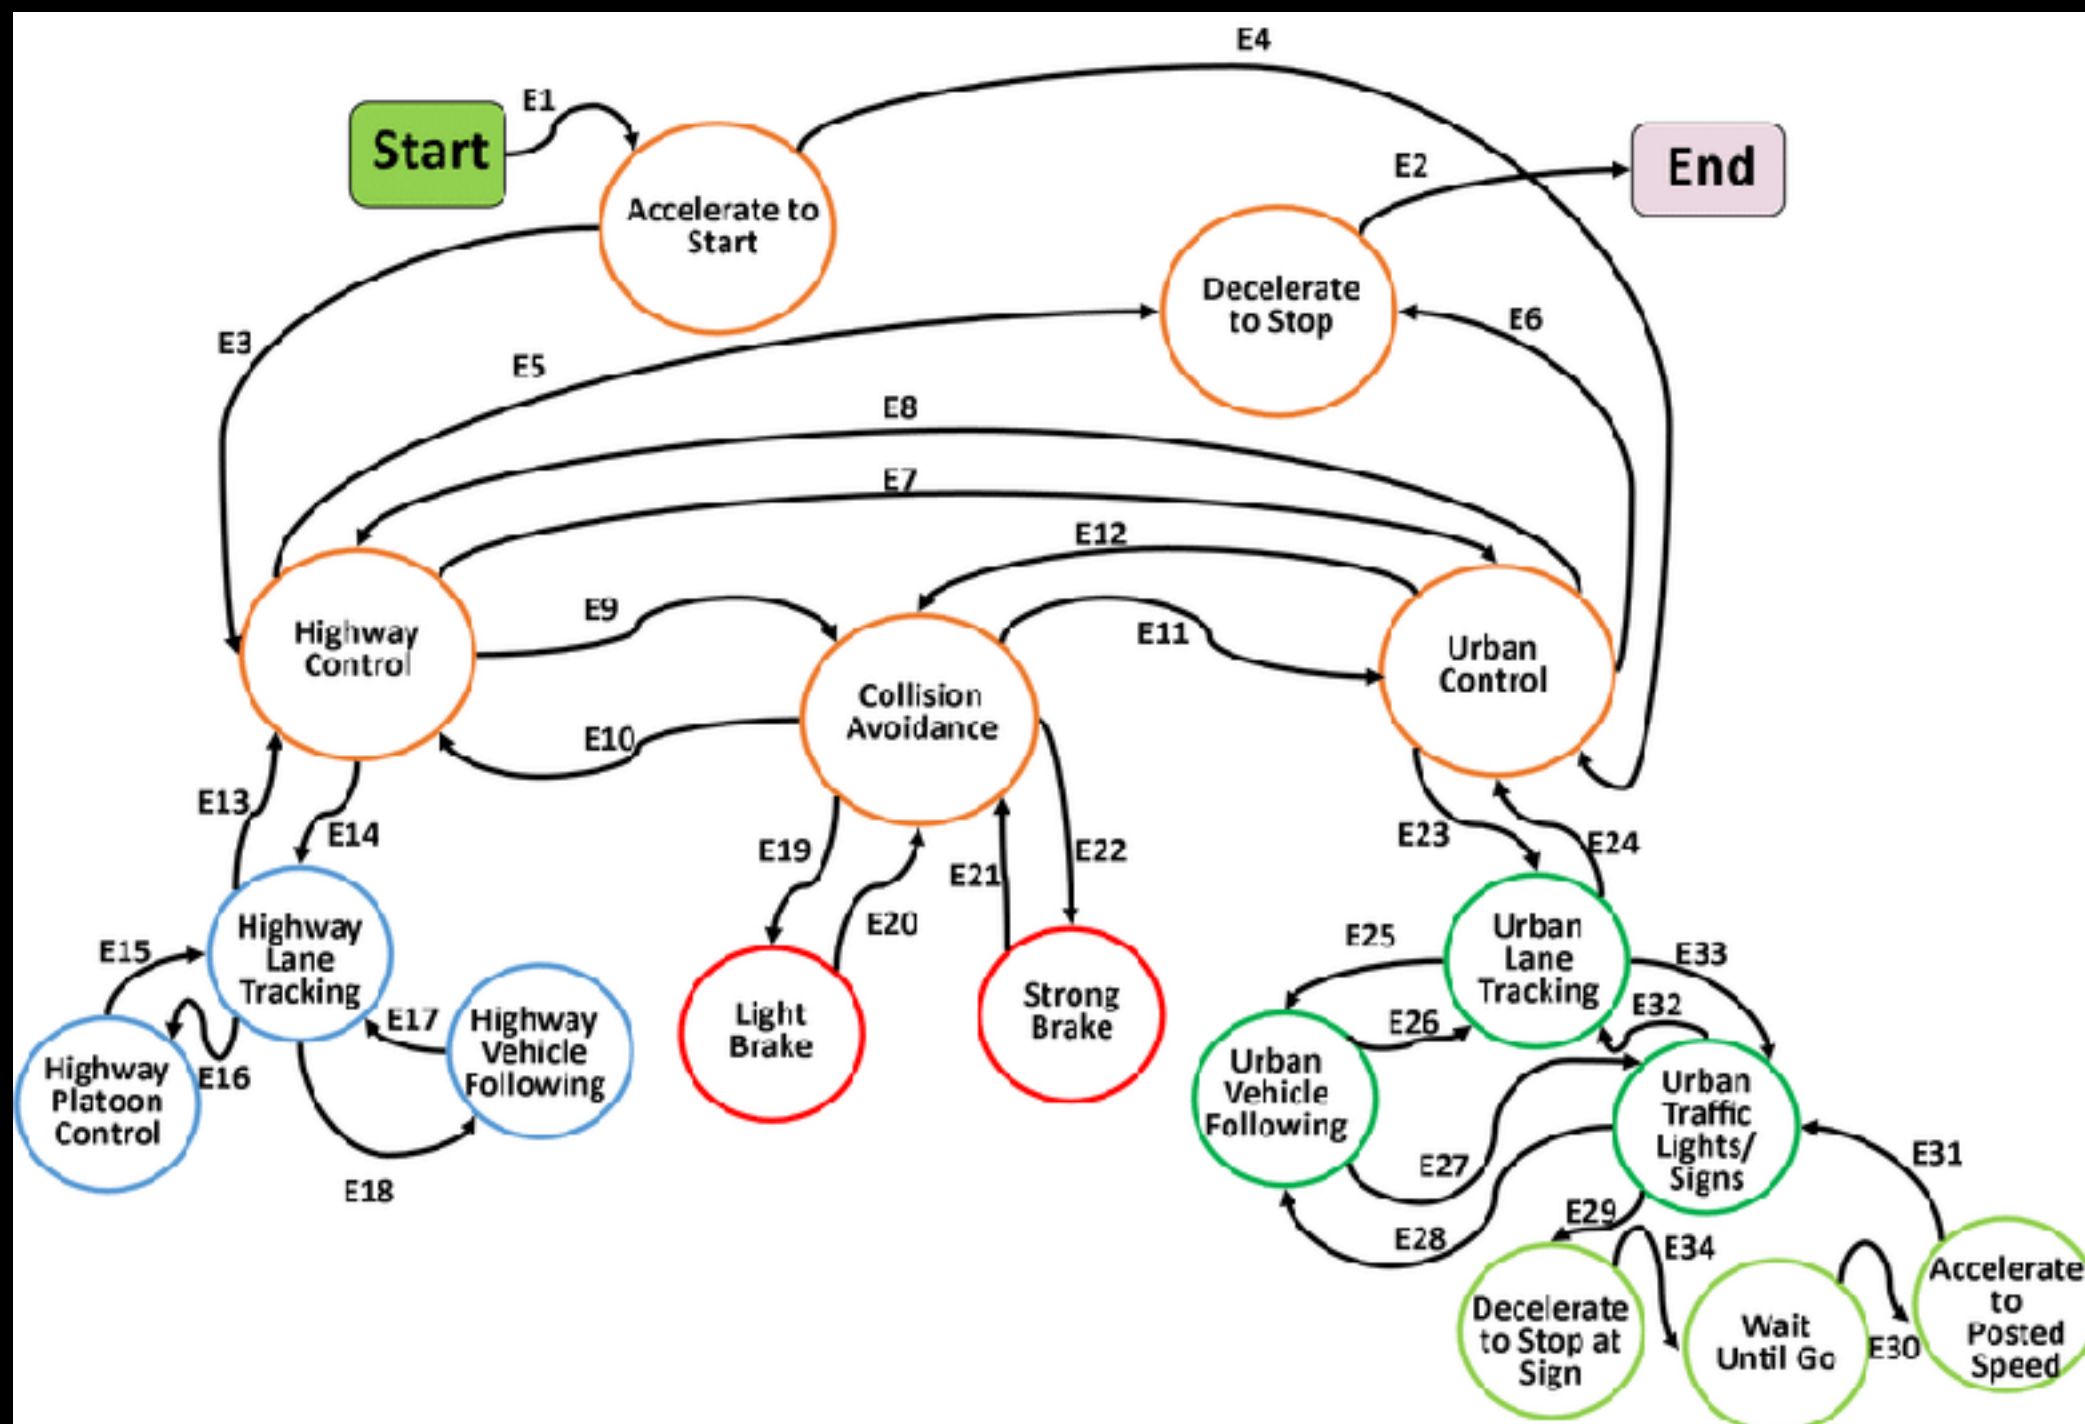 E4
E1
Start
E2
End
Accelerate to
Start
Decelerate
to Stop
E3
E5
E6
E8
E7
E12
E9
E11
Highway
Control
Urban
Control
Collision
Avoidance
E10
E13
E14
E19
E22
E21
E20
E23
E24
Highway
Lane
Tracking
E15
E16
E17
E18
Highway
Platoon
Control
Highway
Vehicle
Following
Light
Brake
Strong
Brake
Urban
Lane
Tracking
E25
E33
E26
E32
Urban
Vehicle
Following
Urban
Traffic
Lights/
Signs
E27
E28
E29
E31
E34
E30
Decelerate
to Stop at
Sign
Wait
Until Go
Accelerate
to
Posted
Speed